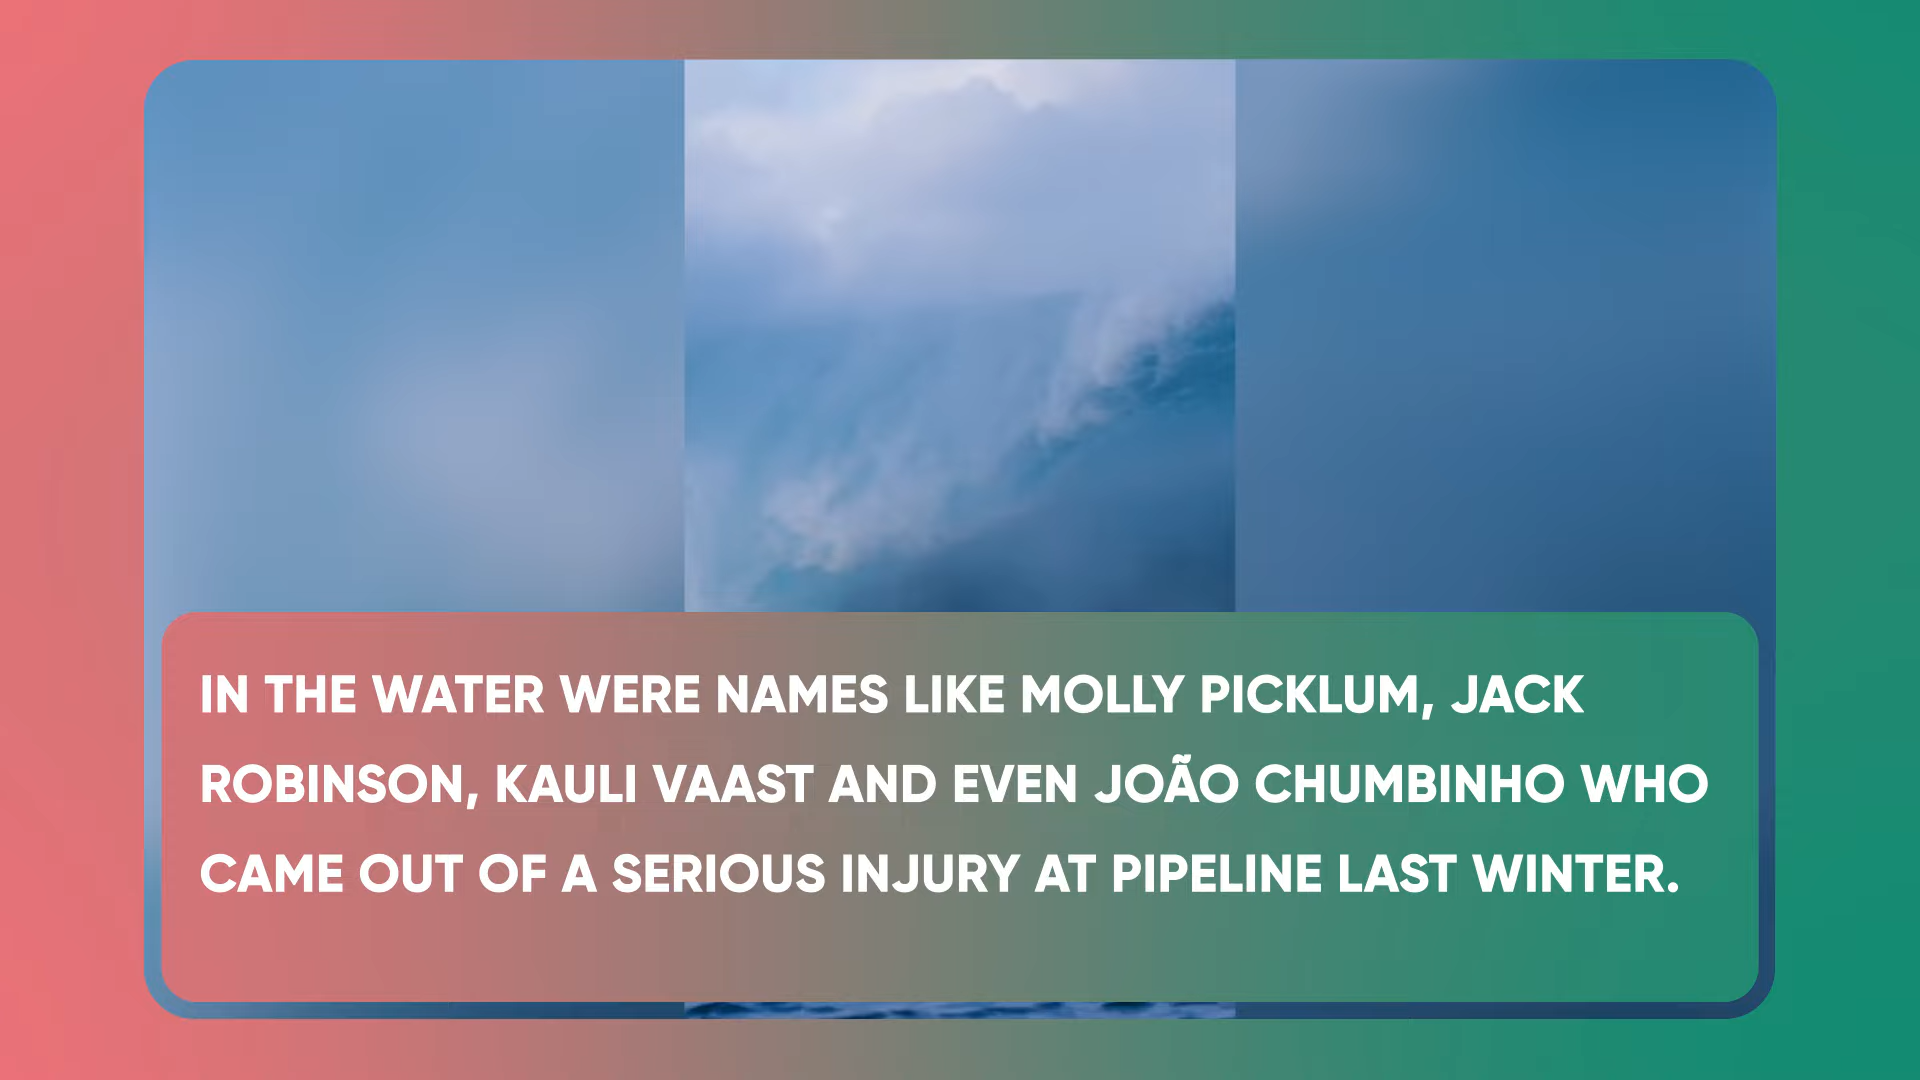 IN THE WATER WERE NAMES LIKE MOLLY PICKLUM, JACK
ROBINSON, KAULI VAAST AND EVEN JOÃO CHUMBINHO WHO
CAME OUT OF A SERIOUS INJURY AT PIPELINE LAST WINTER.